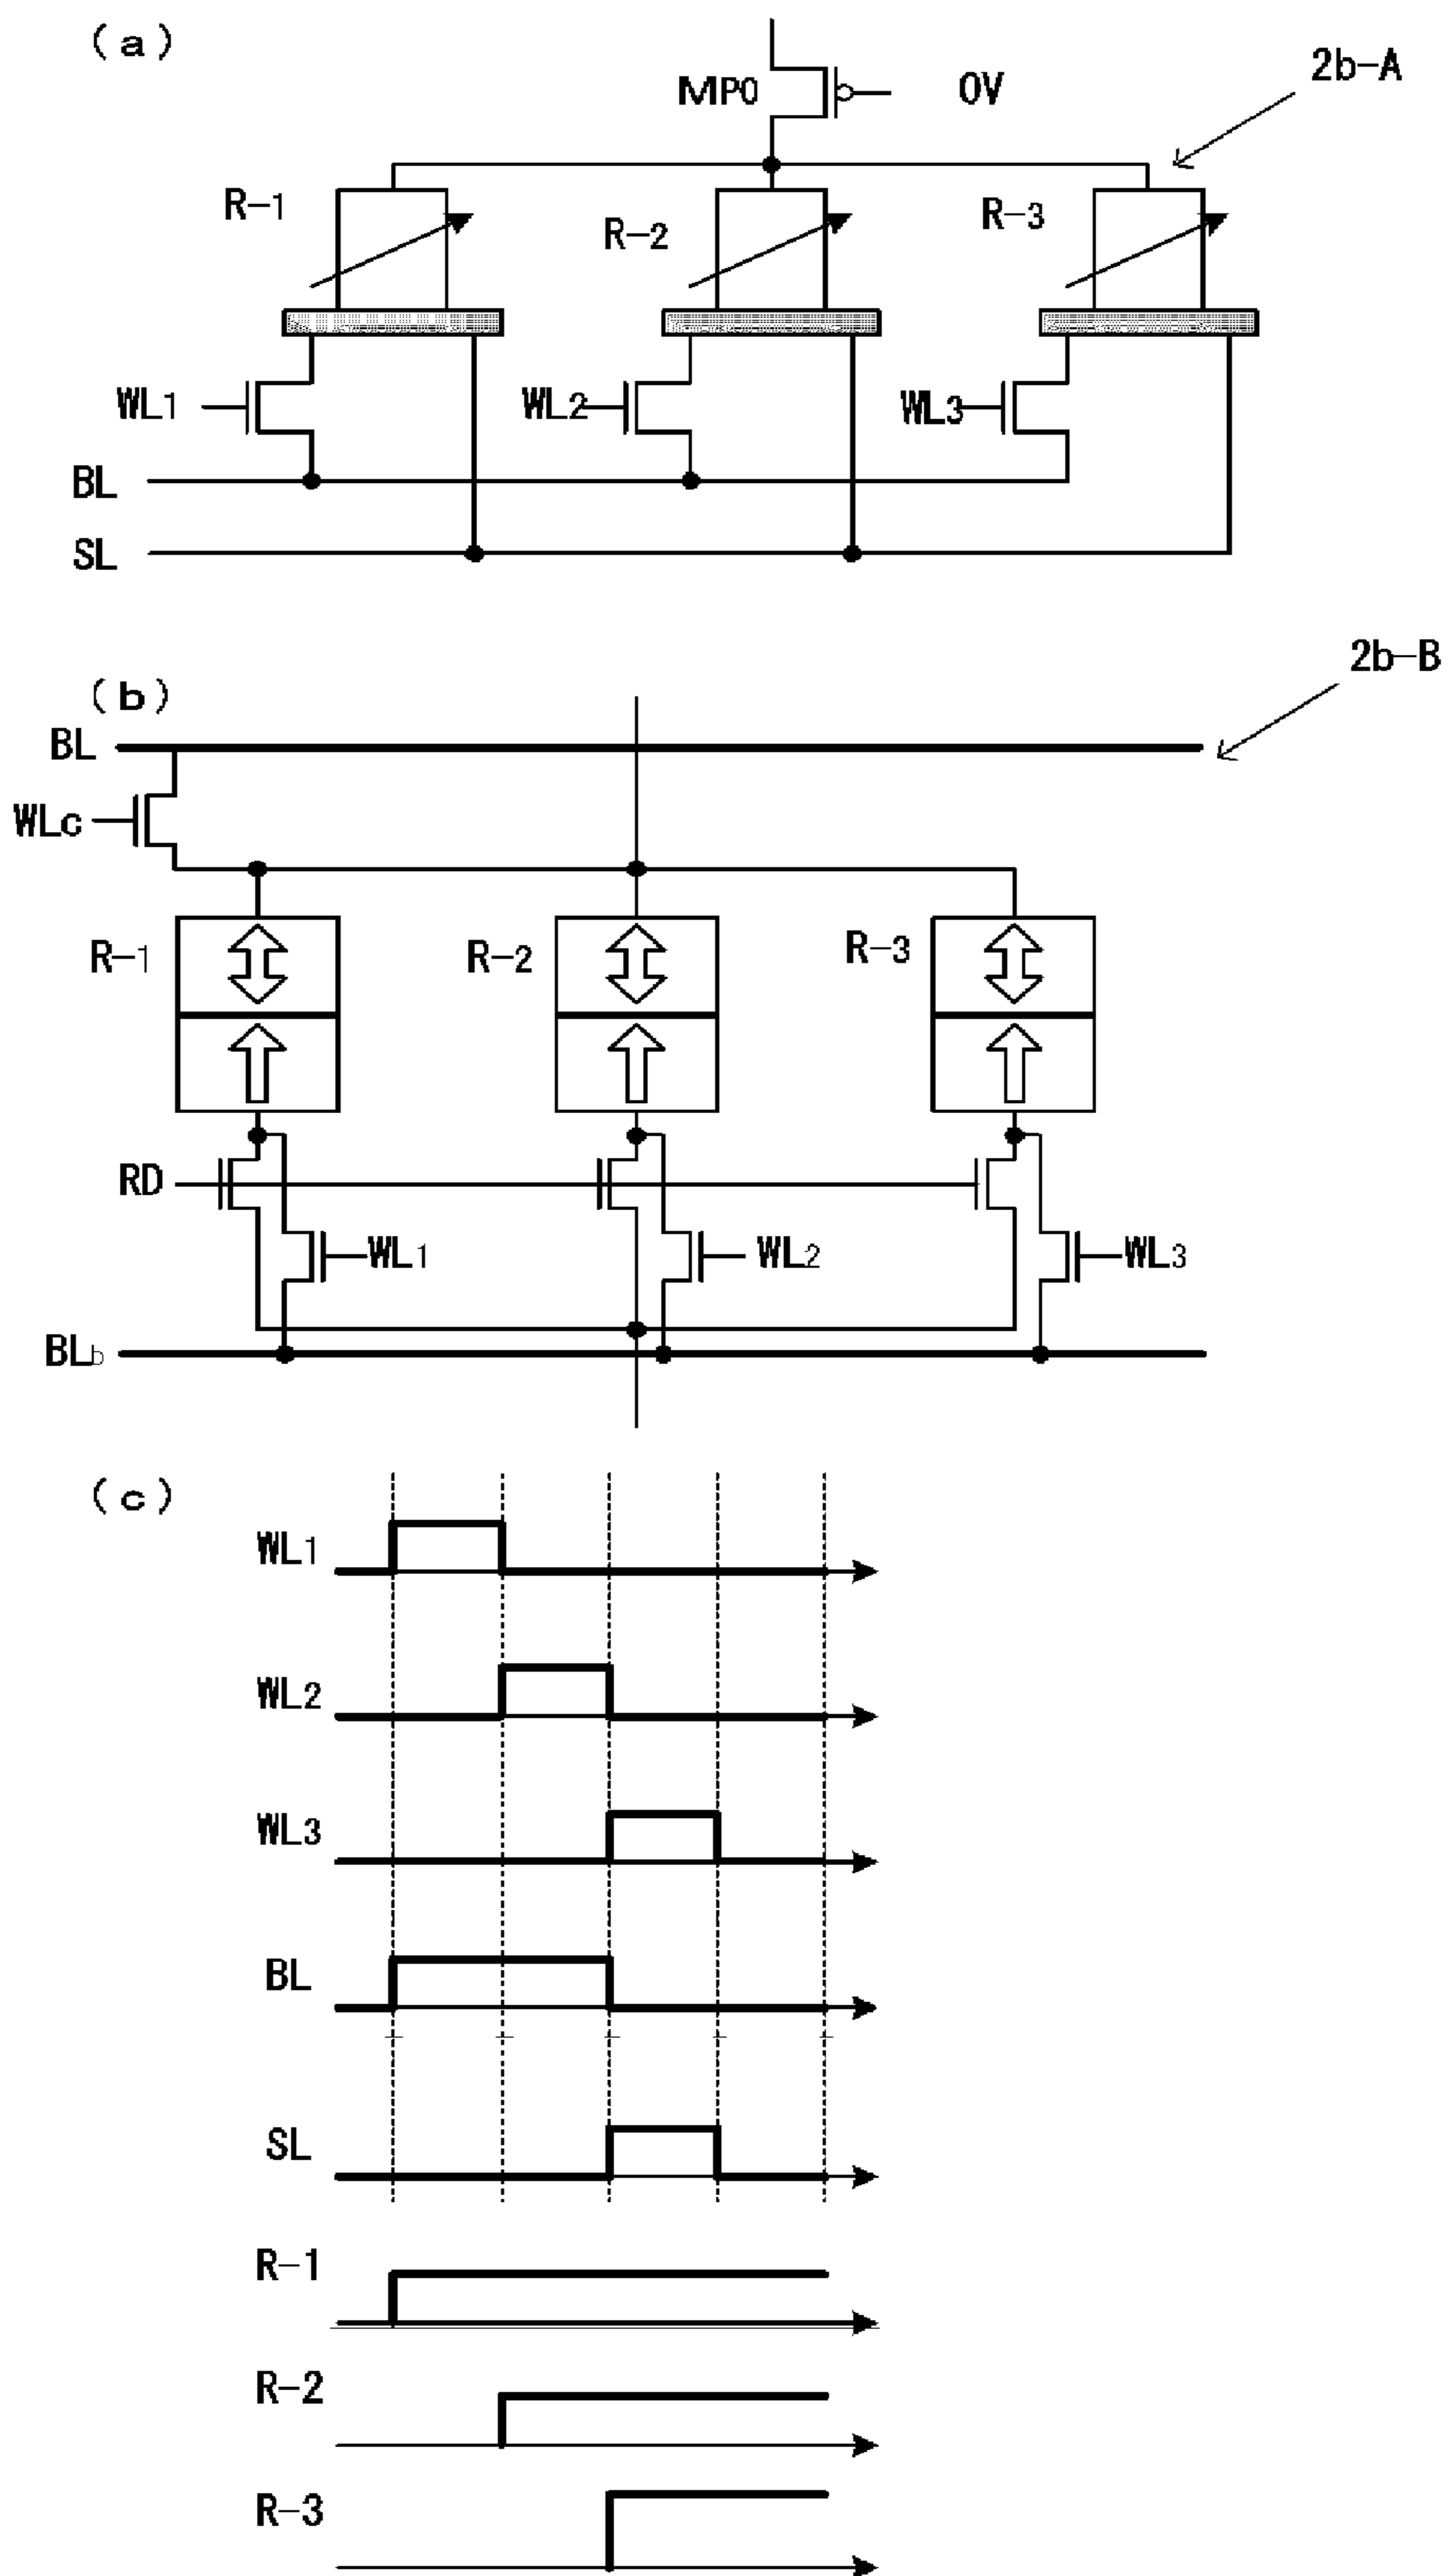 (a)
MP0 0V 2b-A
R-1 R-2 R-3
WL1 WL2 WL3
BL
SL
2b-B
(b)
BL
WLc
R-1 R-2 R-3
RD
WL1 WL2 WL3
BLb
(c)
WL1
WL2
WL3
BL
SL
R-1
R-2
R-3